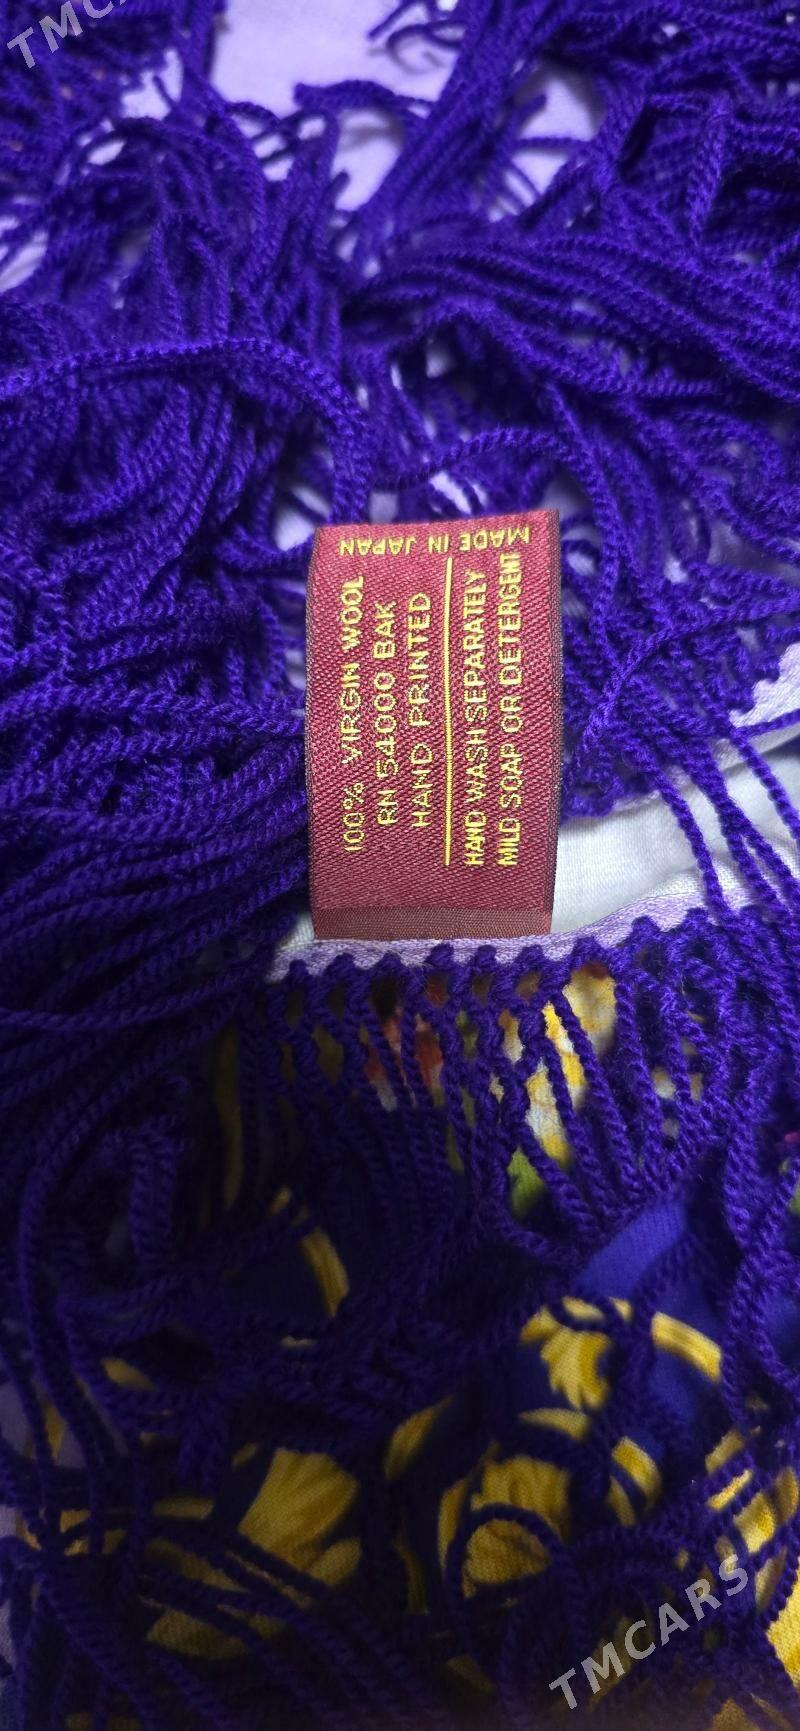 TMCA
MADE IN JAPAN
100% VIRGIN WOOL
RN 54000 BAK
HAND PRINTED
HAND WASH SEPARATELY
MILD SOAP OR DETERGENT
TMCARS